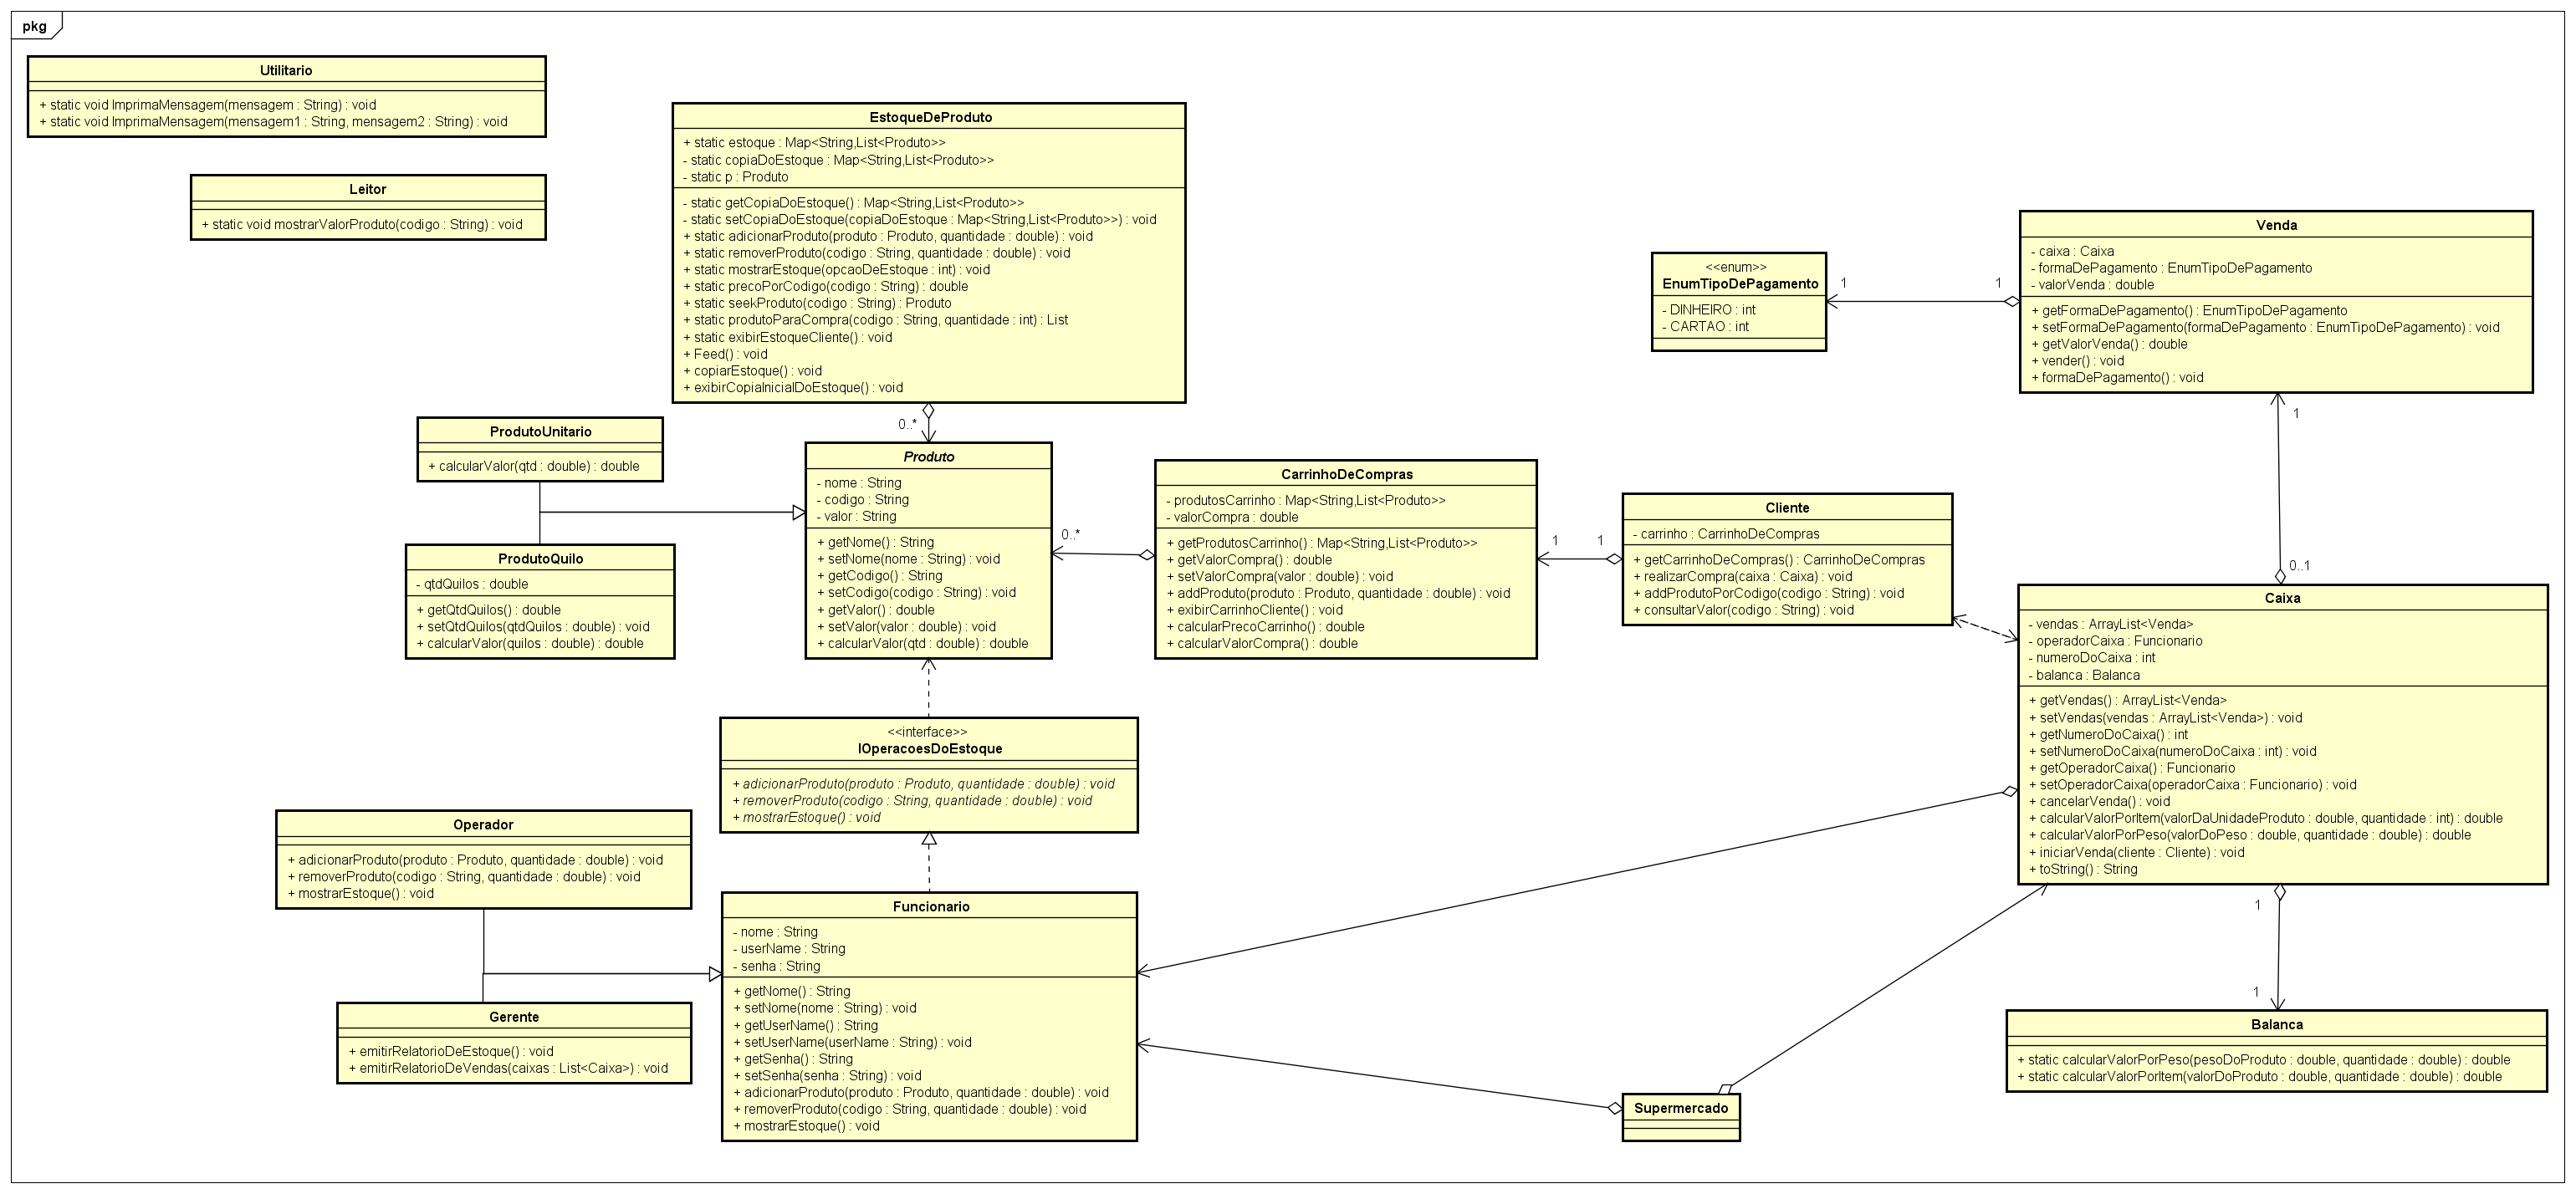 pkg
Utilitario
+ static void ImprimaMensagem(mensagem : String) : void
+ static void ImprimaMensagem(mensagem1 : String, mensagem2 : String) : void
Leitor
+ static void mostrarValorProduto(codigo : String) : void
EstoqueDeProduto
+ static estoque : Map<String,List<Produto>>
- static copiaDoEstoque : Map<String,List<Produto>>
- static p : Produto
- static getCopiaDoEstoque() : Map<String,List<Produto>>
- static setCopiaDoEstoque(copiaDoEstoque : Map<String,List<Produto>>) : void
+ static adicionarProduto(produto : Produto, quantidade : double) : void
+ static removerProduto(codigo : String, quantidade : double) : void
+ static mostrarEstoque(opcaoDeEstoque : int) : void
+ static precoPorCodigo(codigo : String) : double
+ static seekProduto(codigo : String) : Produto
+ static produtoParaCompra(codigo : String, quantidade : int) : List
+ static exibirEstoqueCliente() : void
+ Feed() : void
+ copiarEstoque() : void
+ exibirCopiaInicialDoEstoque() : void
0..*
<<enum>>
EnumTipoDePagamento
- DINHEIRO : int
- CARTAO : int
1
1
Venda
- caixa : Caixa
- formaDePagamento : EnumTipoDePagamento
- valorVenda : double
+ getFormaDePagamento() : EnumTipoDePagamento
+ setFormaDePagamento(formaDePagamento : EnumTipoDePagamento) : void
+ getValorVenda() : double
+ vender() : void
+ formaDePagamento() : void
1
0..1
ProdutoUnitario
+ calcularValor(qtd : double) : double
ProdutoQuilo
- qtdQuilos : double
+ getQtdQuilos() : double
+ setQtdQuilos(qtdQuilos : double) : void
+ calcularValor(quilos : double) : double
Produto
- nome : String
- codigo : String
- valor : String
+ getNome() : String
+ setNome(nome : String) : void
+ getCodigo() : String
+ setCodigo(codigo : String) : void
+ getValor() : double
+ setValor(valor : double) : void
+ calcularValor(qtd : double) : double
0..*
CarrinhoDeCompras
- produtosCarrinho : Map<String,List<Produto>>
- valorCompra : double
+ getProdutosCarrinho() : Map<String,List<Produto>>
+ getValorCompra() : double
+ setValorCompra(valor : double) : void
+ addProduto(produto : Produto, quantidade : double) : void
+ exibirCarrinhoCliente() : void
+ calcularPrecoCarrinho() : double
+ calcularValorCompra() : double
1
1
Cliente
- carrinho : CarrinhoDeCompras
+ getCarrinhoDeCompras() : CarrinhoDeCompras
+ realizarCompra(caixa : Caixa) : void
+ addProdutoPorCodigo(codigo : String) : void
+ consultarValor(codigo : String) : void
Caixa
- vendas : ArrayList<Venda>
- operadorCaixa : Funcionario
- numeroDoCaixa : int
- balanca : Balanca
+ getVendas() : ArrayList<Venda>
+ setVendas(vendas : ArrayList<Venda>) : void
+ getNumeroDoCaixa() : int
+ setNumeroDoCaixa(numeroDoCaixa : int) : void
+ getOperadorCaixa() : Funcionario
+ setOperadorCaixa(operadorCaixa : Funcionario) : void
+ cancelarVenda() : void
+ calcularValorPorItem(valorDaUnidadeProduto : double, quantidade : int) : double
+ calcularValorPorPeso(valorDoPeso : double, quantidade : double) : double
+ iniciarVenda(cliente : Cliente) : void
+ toString() : String
1
1
<<interface>>
IOperacoesDoEstoque
+ adicionarProduto(produto : Produto, quantidade : double) : void
+ removerProduto(codigo : String, quantidade : double) : void
+ mostrarEstoque() : void
Operador
+ adicionarProduto(produto : Produto, quantidade : double) : void
+ removerProduto(codigo : String, quantidade : double) : void
+ mostrarEstoque() : void
Gerente
+ emitirRelatorioDeEstoque() : void
+ emitirRelatorioDeVendas(caixas : List<Caixa>) : void
Funcionario
- nome : String
- userName : String
- senha : String
+ getNome() : String
+ setNome(nome : String) : void
+ getUserName() : String
+ setUserName(userName : String) : void
+ getSenha() : String
+ setSenha(senha : String) : void
+ adicionarProduto(produto : Produto, quantidade : double) : void
+ removerProduto(codigo : String, quantidade : double) : void
+ mostrarEstoque() : void
Supermercado
Balanca
+ static calcularValorPorPeso(pesoDoProduto : double, quantidade : double) : double
+ static calcularValorPorItem(valorDoProduto : double, quantidade : double) : double